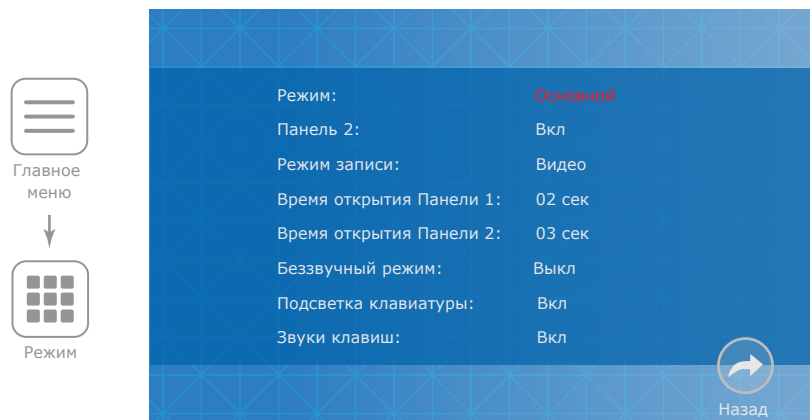 Главное
меню
Режим
Режим: Основной
Панель 2: Вкл
Режим записи: Видео
Время открытия Панели 1: 02 сек
Время открытия Панели 2: 03 сек
Беззвучный режим: Выкл
Подсветка клавиатуры: Вкл
Звуки клавиш: Вкл
Назад